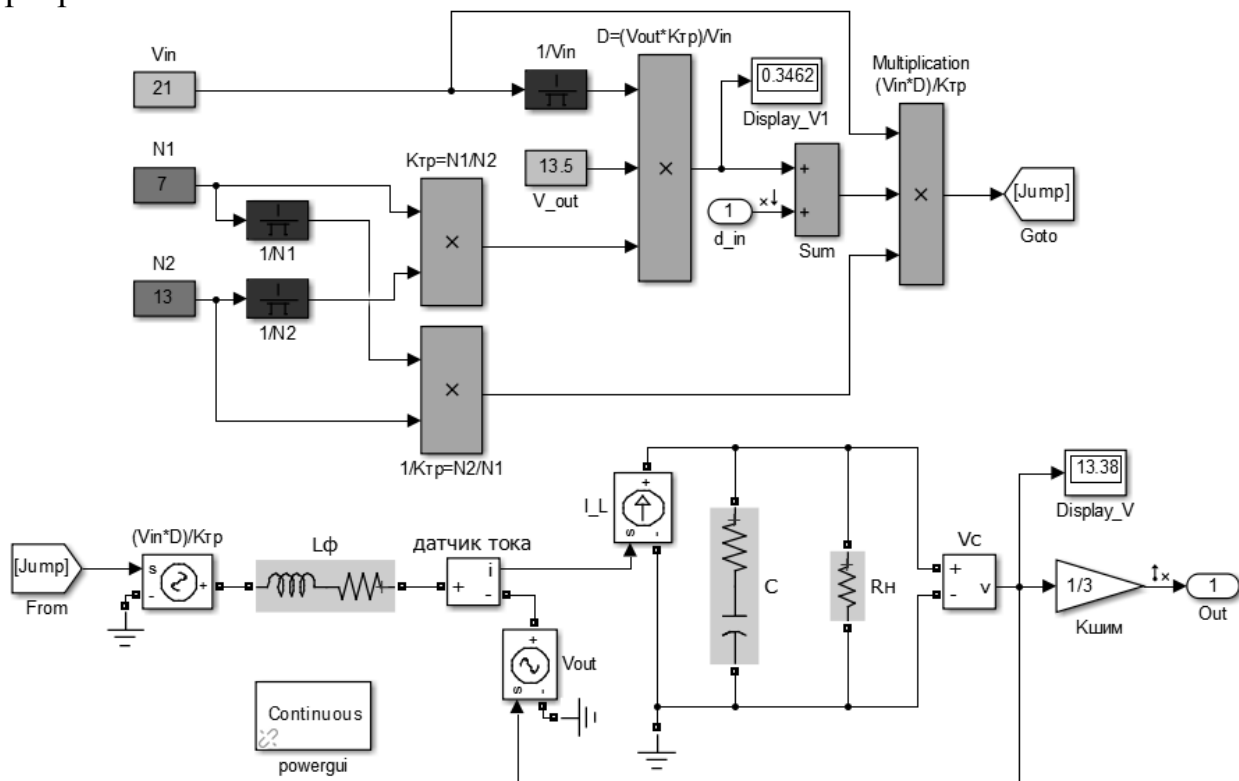 Vin
21
N1
7
1/N1
N2
13
1/N2
Kтр=N1/N2
×
×
1/Kтр=N2/N1
1/Vin
13.5
V_out
D=(Vout*Kтр)/Vin
×
0.3462
Display_V1
1
d_in
+
+
Sum
Multiplication
(Vin*D)/Kтр
×
[Jump]
Goto
[Jump]
From
(Vin*D)/Kтр
s
-
+
Lф
датчик тока
+
i
-
I_L
+
s
-
Vout
+
s
-
C
Rн
Vc
+
-
v
13.38
Display_V
1/3
Kшим
1
Out
Continuous
powergui